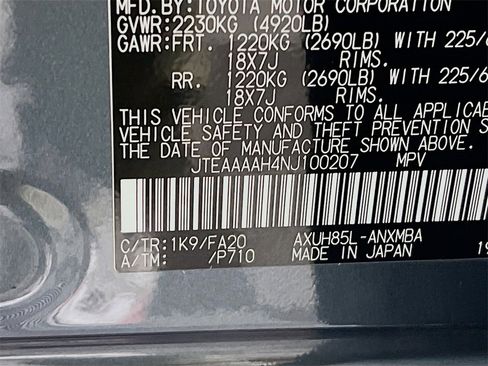 MFD. BY:TOYOTA MOTOR CORPORATION
GVWR:2230KG (4920LB)
GAWR:FRT. 1220KG (2690LB) WITH 225/6
18X7J RIMS.
RR. 1220KG (2690LB) WITH 225/6
18X7J RIMS.
THIS VEHICLE CONFORMS TO ALL APPLICABL
VEHICLE SAFETY AND THEFT PREVENTION
THE DATE OF MANUFACTURE SHOWN ABOVE.
JTEAAAAH4NJ100207 MPV
C/TR:1K9/FA20 AXUH85L-ANXMBA
A/TM: /P710 MADE IN JAPAN 19